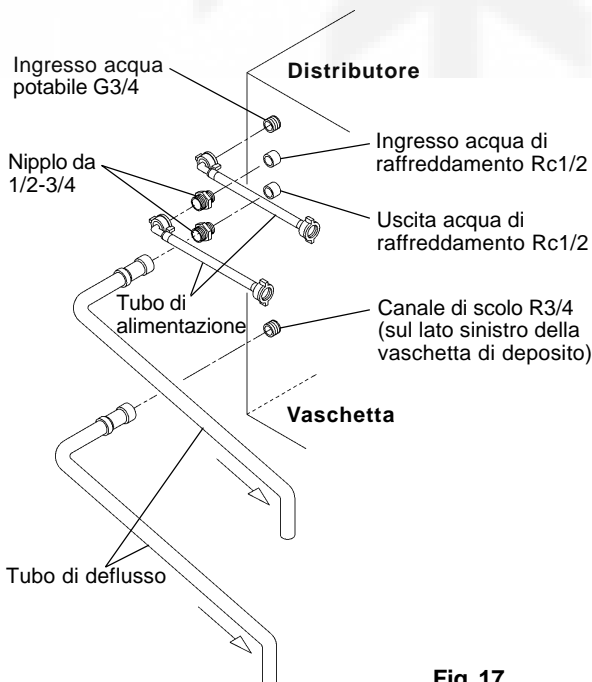 Ingresso acqua
potabile G3/4
Distributore
Ingresso acqua di
raffreddamento Rc1/2
Nipplo da
1/2-3/4
Uscita acqua di
raffreddamento Rc1/2
Tubo di
alimentazione
Canale di scolo R3/4
(sul lato sinistro della
vaschetta di deposito)
Vaschetta
Tubo di deflusso
Fig. 17